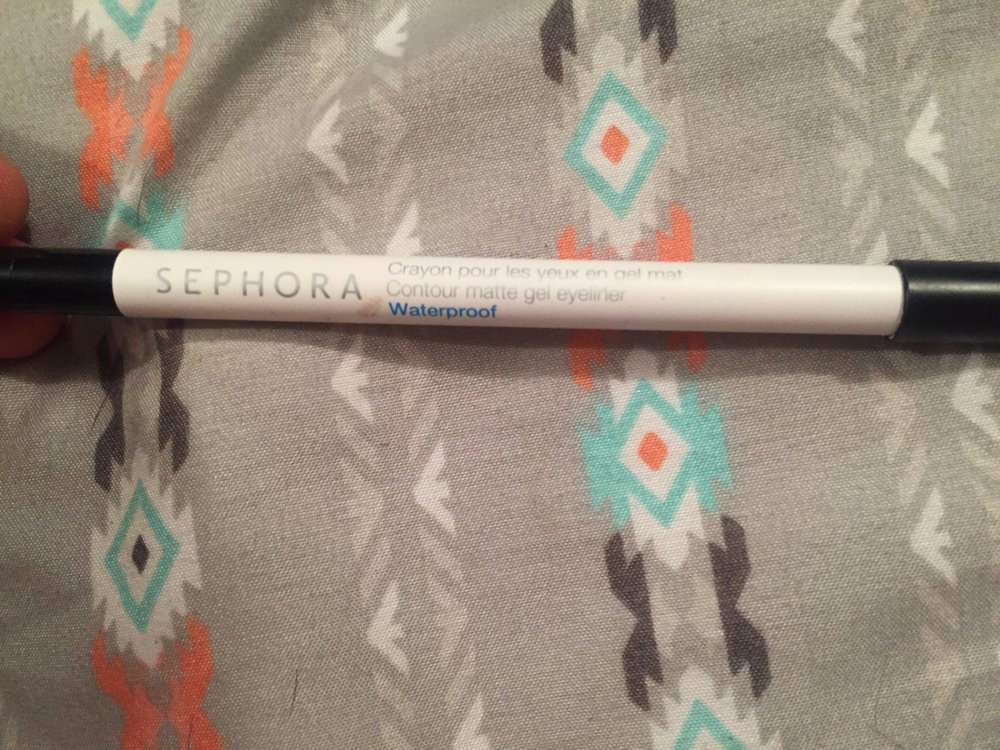 SEPHORA
Crayon pour les yeux en gel mat
Contour matte gel eyeliner
Waterproof